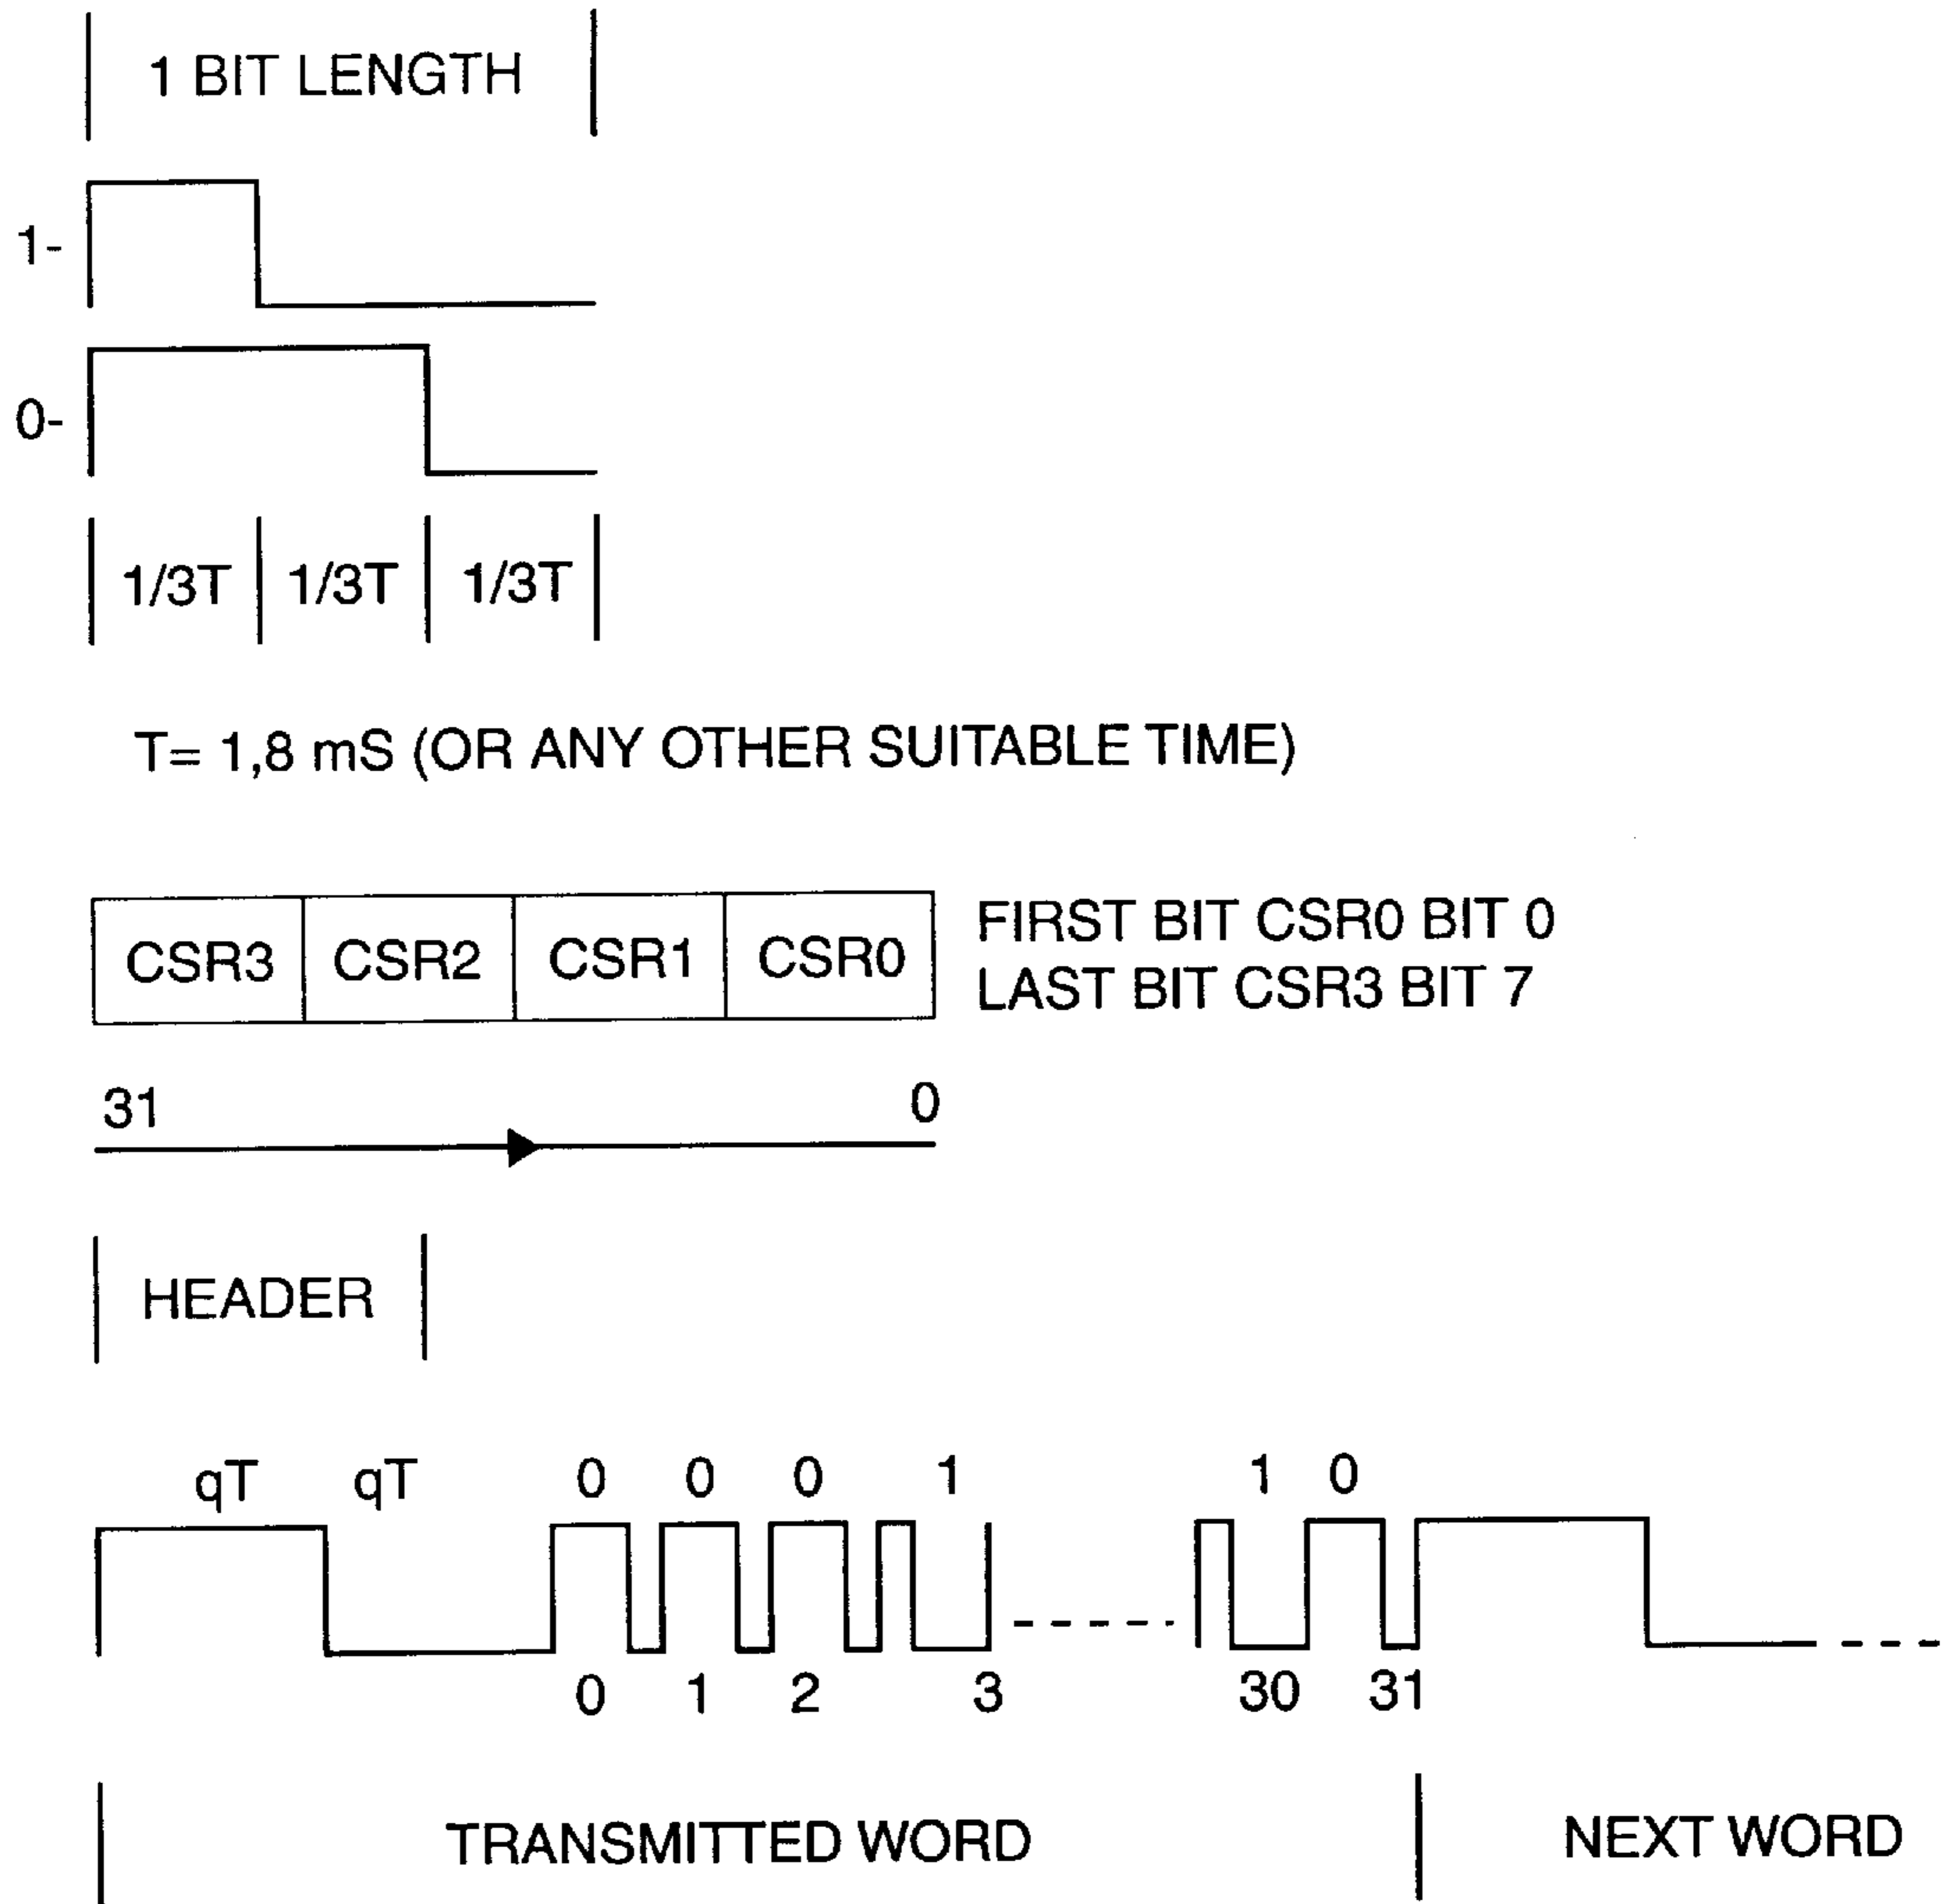 1 BIT LENGTH
1-
0-
1/3T 1/3T 1/3T
T= 1,8 mS (OR ANY OTHER SUITABLE TIME)
CSR3 CSR2 CSR1 CSR0
FIRST BIT CSR0 BIT 0
LAST BIT CSR3 BIT 7
31 0
HEADER
qT qT 0 0 0 1 1 0
0 1 2 3 30 31
TRANSMITTED WORD NEXT WORD